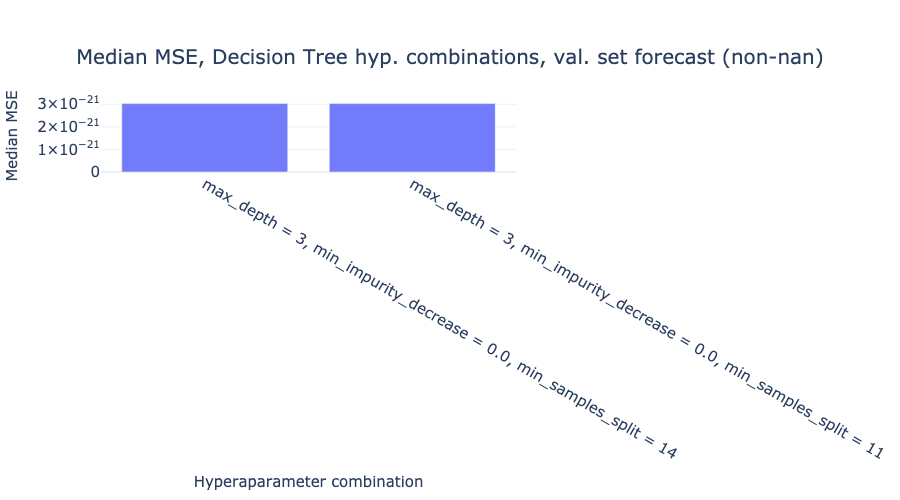 Median MSE, Decision Tree hyp. combinations, val. set forecast (non-nan)
Median MSE
3×10⁻²¹
2×10⁻²¹
1×10⁻²¹
0
max_depth = 3, min_impurity_decrease = 0.0, min_samples_split = 14
max_depth = 3, min_impurity_decrease = 0.0, min_samples_split = 11
Hyperaparameter combination